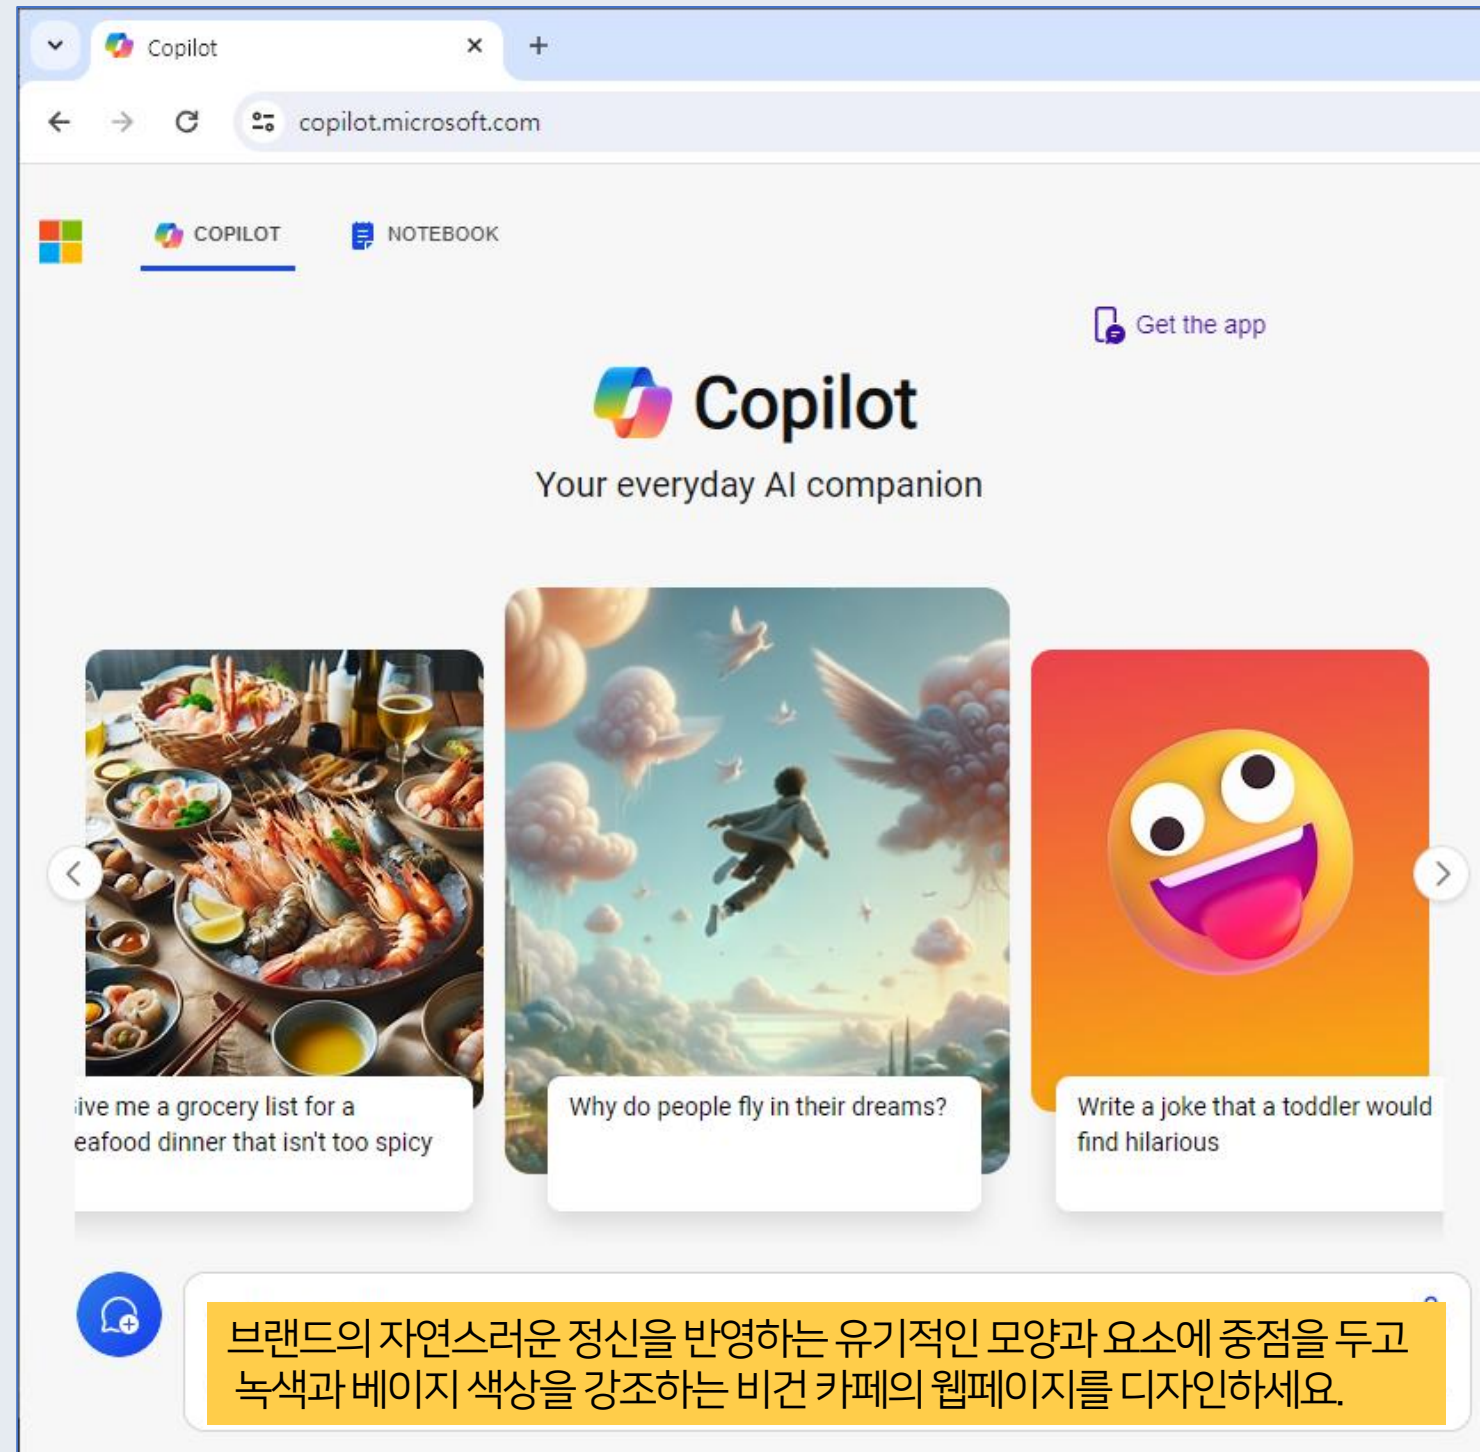 Copilot
copilot.microsoft.com
COPILOT
NOTEBOOK
Get the app
Copilot
Your everyday AI companion
ive me a grocery list for a
eafood dinner that isn't too spicy
Why do people fly in their dreams?
Write a joke that a toddler would
find hilarious
브랜드의 자연스러운 정신을 반영하는 유기적인 모양과 요소에 중점을 두고
녹색과 베이지 색상을 강조하는 비건 카페의 웹페이지를 디자인하세요.